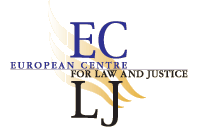 EC
EUROPEAN CENTRE
FOR LAW AND JUSTICE
LJ